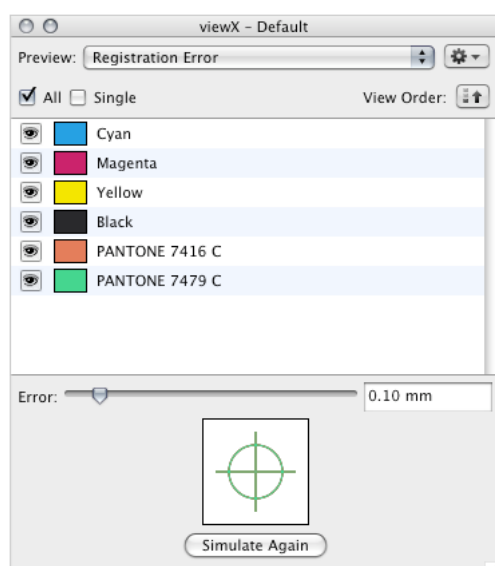 viewX – Default
Preview: Registration Error
All Single View Order:
Cyan
Magenta
Yellow
Black
PANTONE 7416 C
PANTONE 7479 C
Error: 0.10 mm
Simulate Again